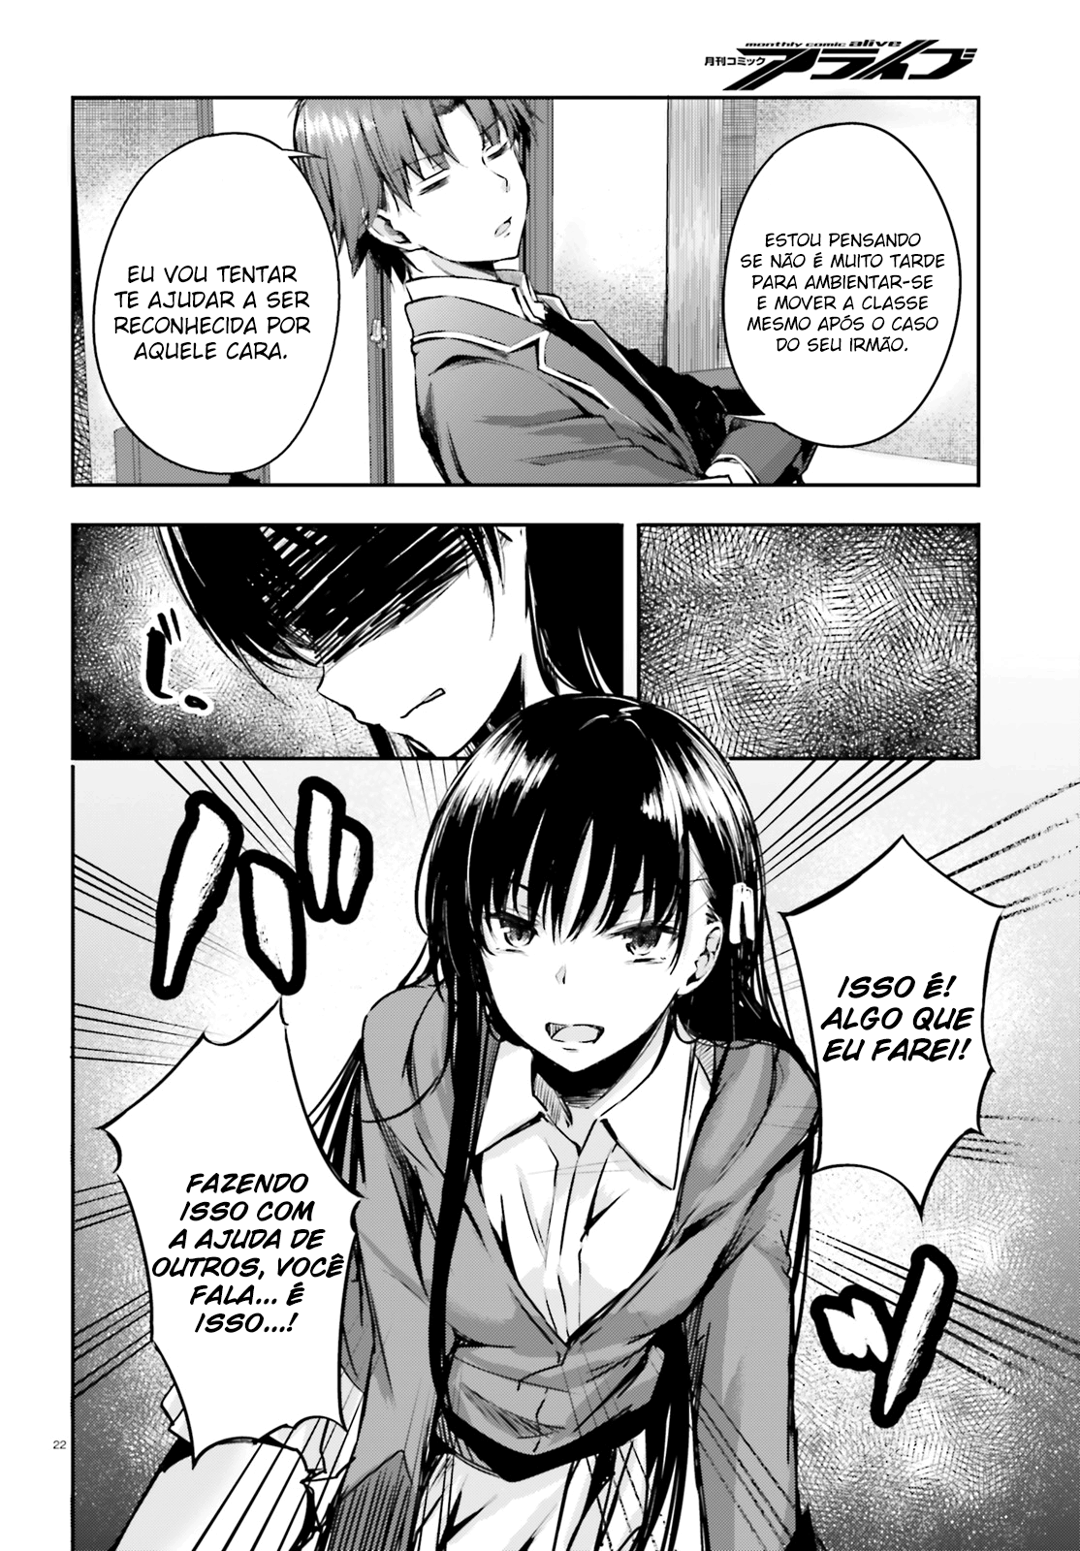 monthly comic alive
月刊コミック
アライブ
ESTOU PENSANDO
SE NÃO É MUITO TARDE
PARA AMBIENTAR-SE
E MOVER A CLASSE
MESMO APÓS O CASO
DO SEU IRMÃO.
EU VOU TENTAR
TE AJUDAR A SER
RECONHECIDA POR
AQUELE CARA.
ISSO É!
ALGO QUE
EU FAREI!
FAZENDO
ISSO COM
A AJUDA DE
OUTROS, VOCÊ
FALA... É
ISSO...!
22